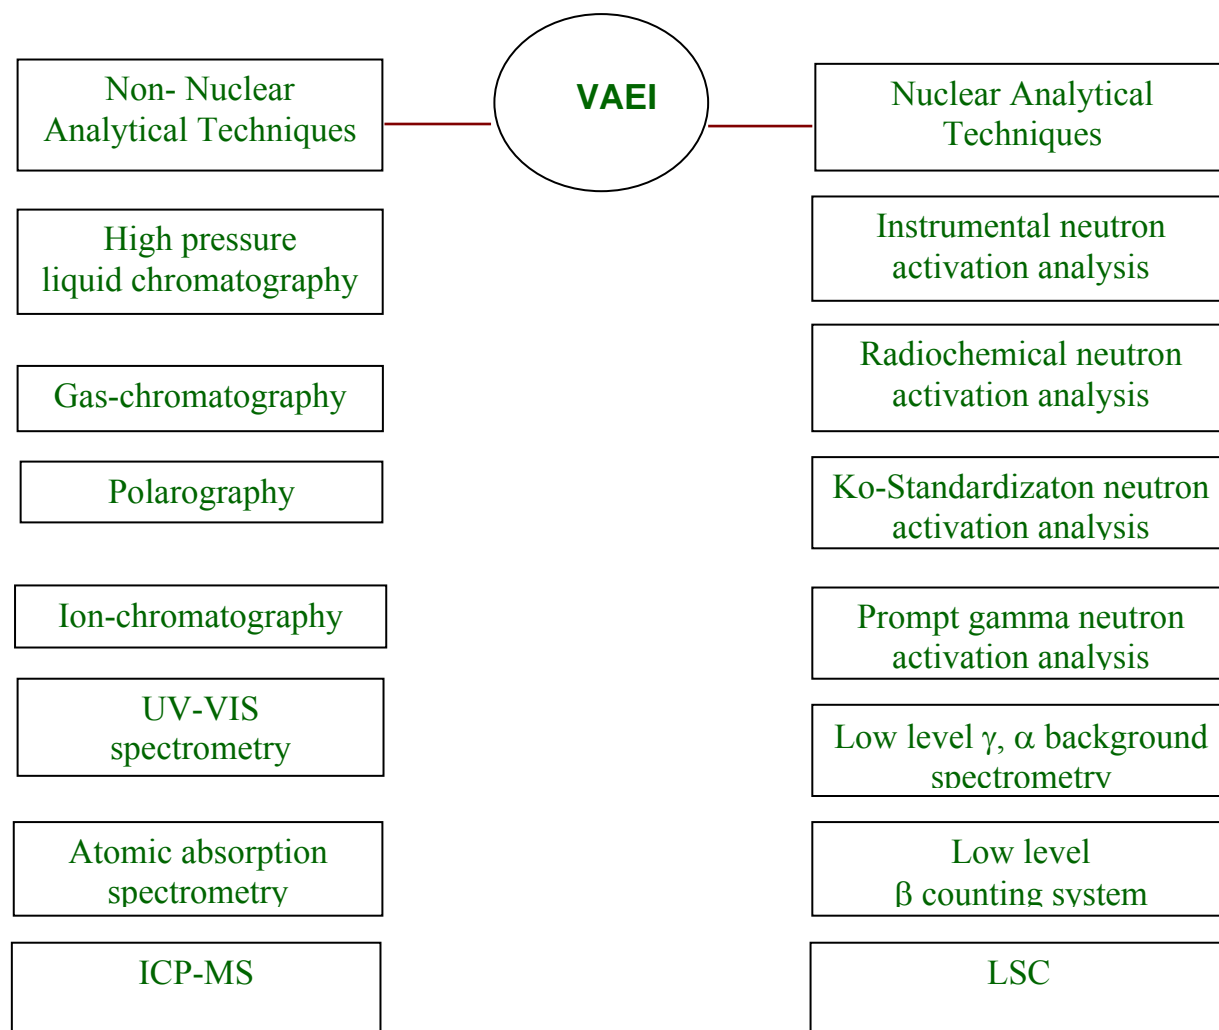 VAEI
Non- Nuclear
Analytical Techniques
High pressure
liquid chromatography
Gas-chromatography
Polarography
Ion-chromatography
UV-VIS
spectrometry
Atomic absorption
spectrometry
ICP-MS
Nuclear Analytical
Techniques
Instrumental neutron
activation analysis
Radiochemical neutron
activation analysis
Ko-Standardizaton neutron
activation analysis
Prompt gamma neutron
activation analysis
Low level γ, α background
spectrometry
Low level
β counting system
LSC